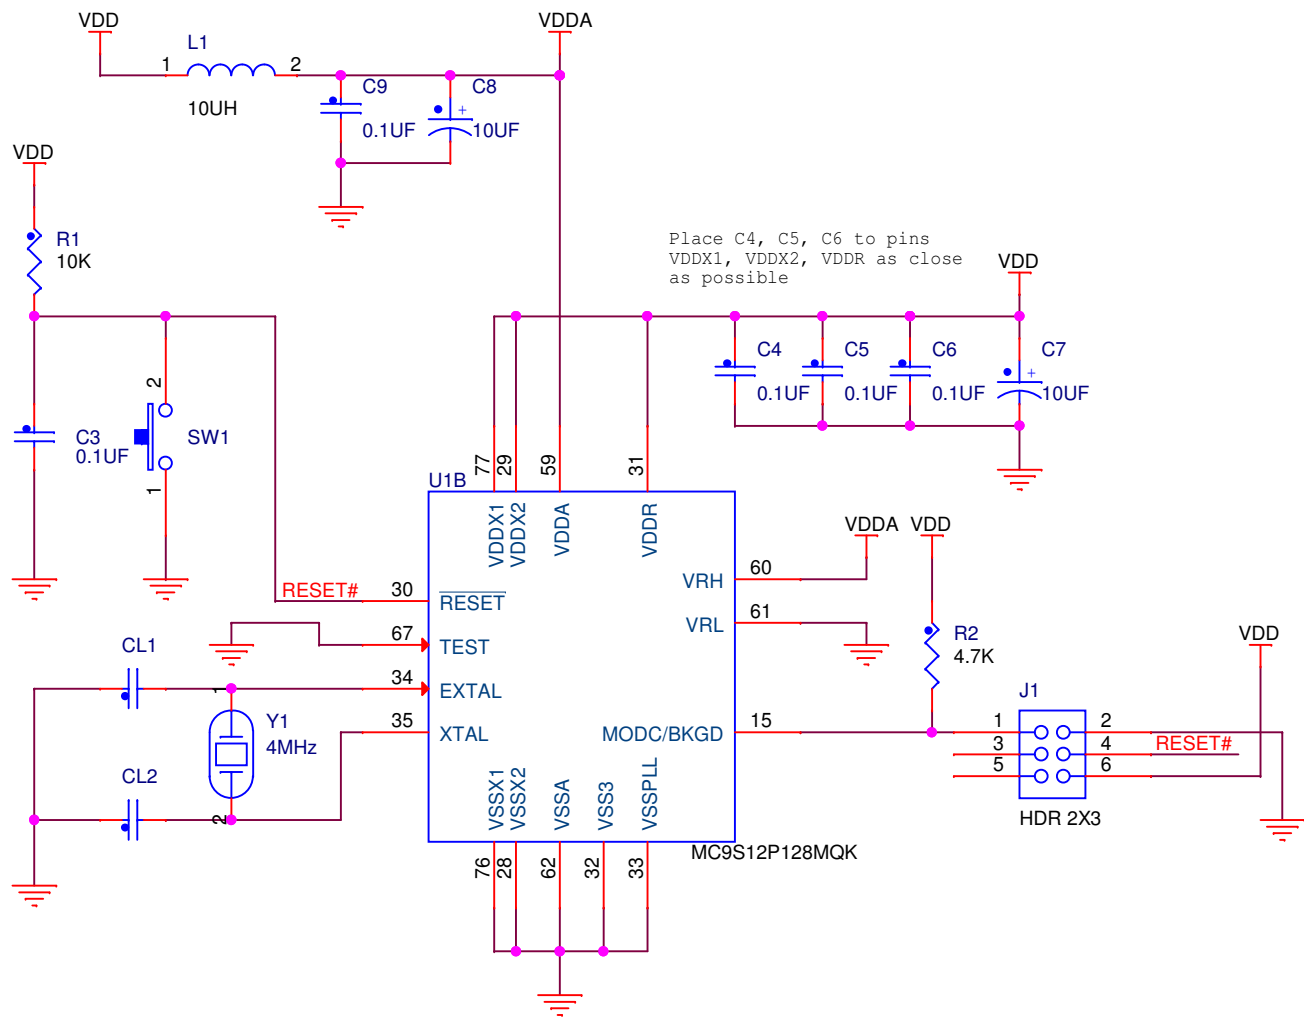 VDD
VDDA
L1
1
2
10UH
C9
0.1UF
C8
+
10UF
VDD
R1
10K
Place C4, C5, C6 to pins
VDDX1, VDDX2, VDDR as close
as possible
VDD
C4
0.1UF
C5
0.1UF
C6
0.1UF
C7
+
10UF
2
C3
0.1UF
SW1
1
77
29
59
31
U1B
VDDX1
VDDX2
VDDA
VDDR
VDDA
VDD
RESET#
30
RESET
VRH
60
67
TEST
VRL
61
CL1
34
EXTAL
1
Y1
4MHz
35
XTAL
MODC/BKGD
15
R2
4.7K
VDD
J1
1
2
3
4
RESET#
5
6
HDR 2X3
CL2
2
VSSX1
VSSX2
VSSA
VSS3
VSSPLL
MC9S12P128MQK
76
28
62
32
33